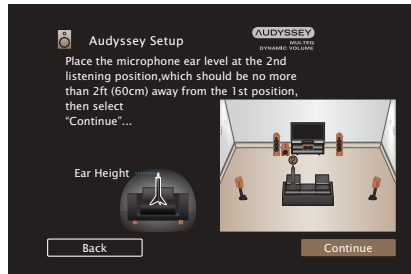 Audyssey Setup
AUDYSSEY
MULTEQ
DYNAMIC VOLUME
Place the microphone ear level at the 2nd
listening position,which should be no more
than 2ft (60cm) away from the 1st position,
then select
“Continue”...
Ear Height
Back
Continue